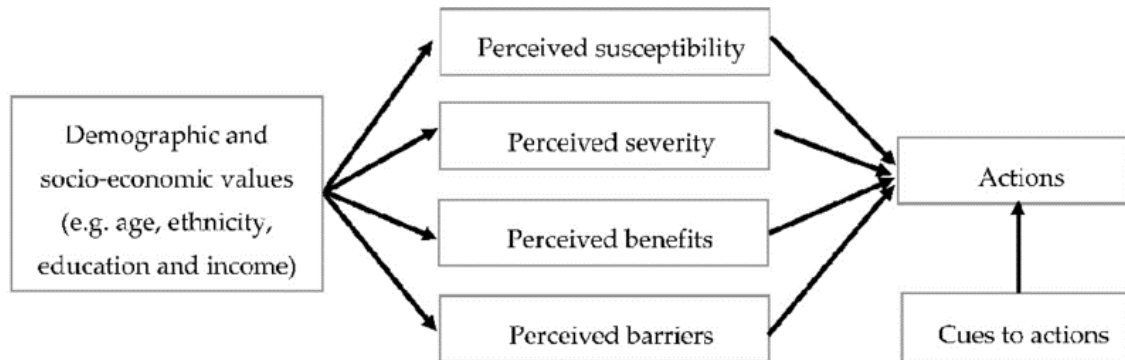 Demographic and
socio-economic values
(e.g. age, ethnicity,
education and income)
Perceived susceptibility
Perceived severity
Perceived benefits
Perceived barriers
Actions
Cues to actions